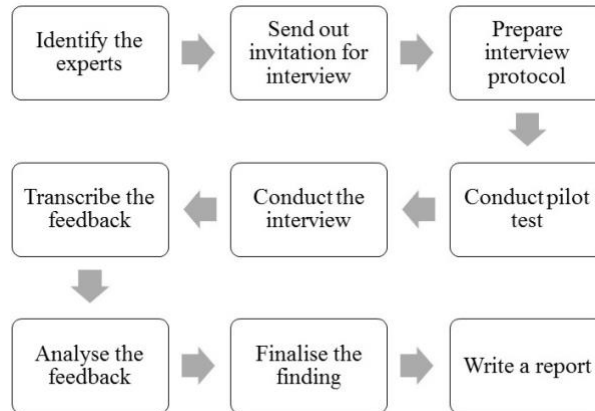 Identify the
experts
Send out
invitation for
interview
Prepare
interview
protocol
Conduct pilot
test
Conduct the
interview
Transcribe the
feedback
Analyse the
feedback
Finalise the
finding
Write a report